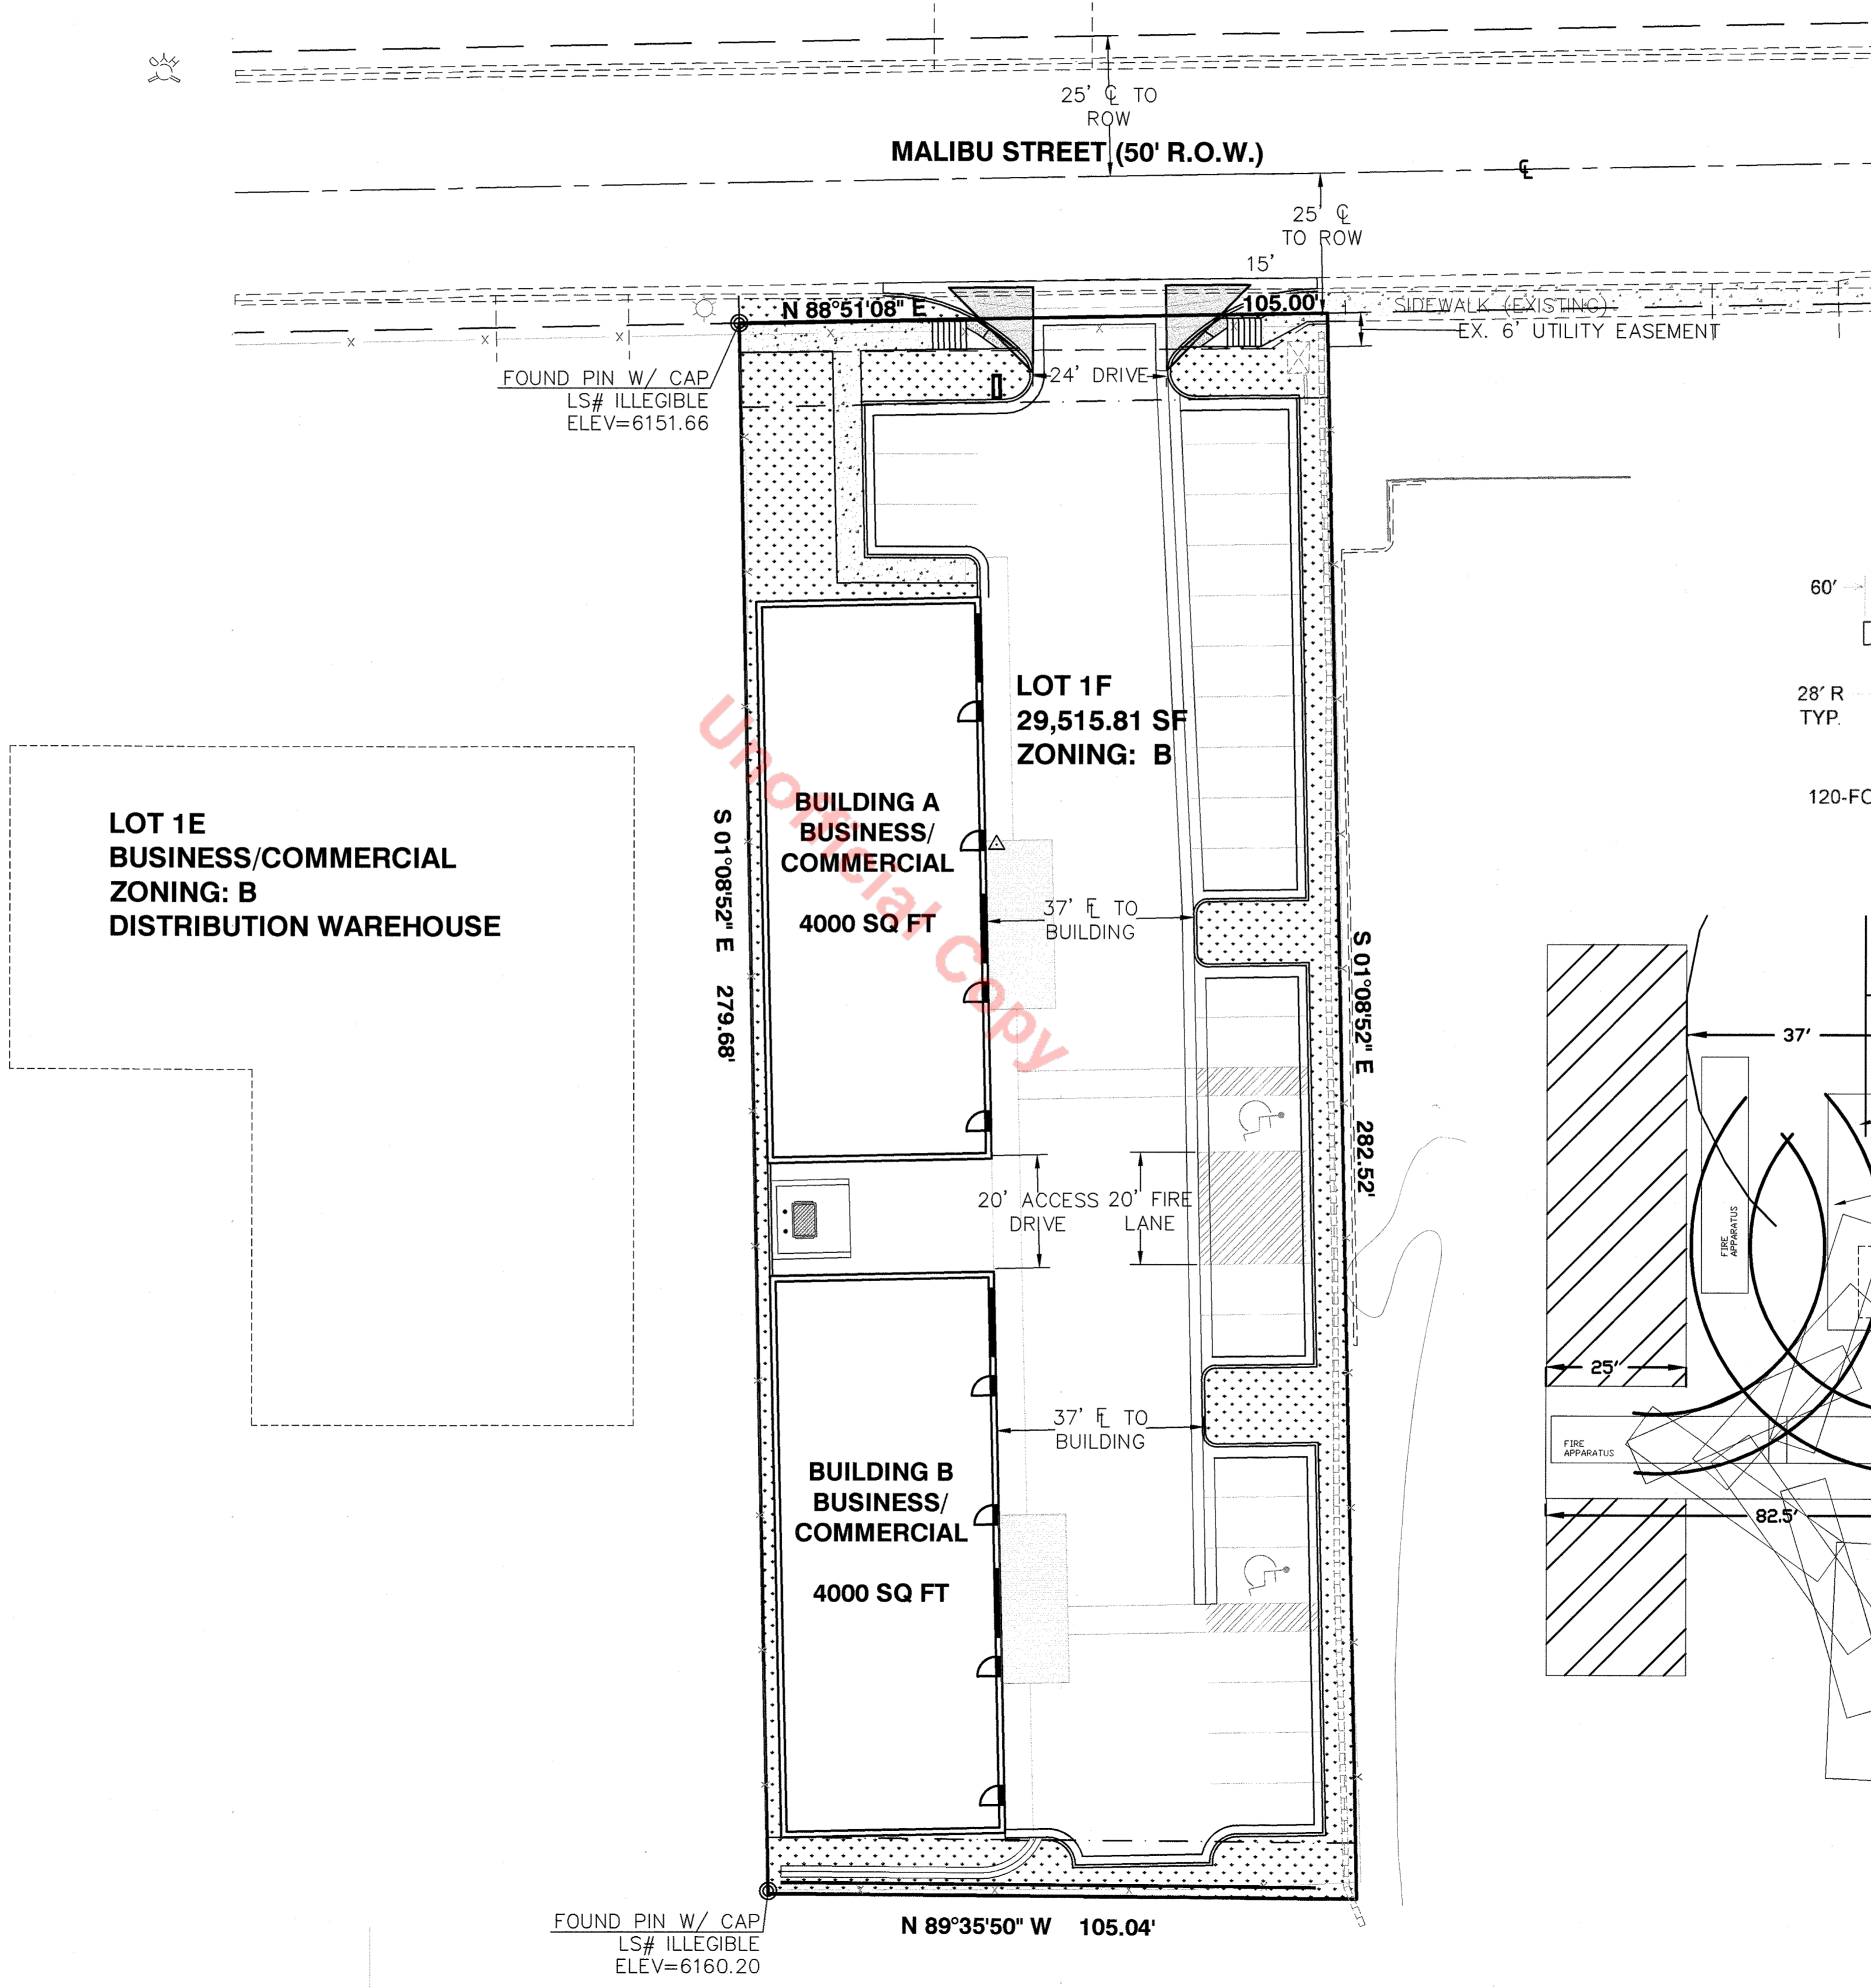 25' ℄ TO
ROW
MALIBU STREET (50' R.O.W.)
℄
25' ℄
TO ROW
15'
N 88°51'08" E
105.00'
SIDEWALK (EXISTING)
EX. 6' UTILITY EASEMENT
24' DRIVE
FOUND PIN W/ CAP
LS# ILLEGIBLE
ELEV=6151.66
60'
LOT 1F
29,515.81 SF
ZONING: B
28' R
TYP.
120-FO
LOT 1E
BUSINESS/COMMERCIAL
ZONING: B
DISTRIBUTION WAREHOUSE
S 01°08'52" E 279.68'
BUILDING A
BUSINESS/
COMMERCIAL
4000 SQ FT
Unofficial Copy
37' FL TO
BUILDING
S 01°08'52" E 282.52'
37'
20' ACCESS
DRIVE
20' FIRE
LANE
FIRE
APPARATUS
25'
37' FL TO
BUILDING
FIRE
APPARATUS
BUILDING B
BUSINESS/
COMMERCIAL
4000 SQ FT
82.5'
FOUND PIN W/ CAP
LS# ILLEGIBLE
ELEV=6160.20
N 89°35'50" W 105.04'